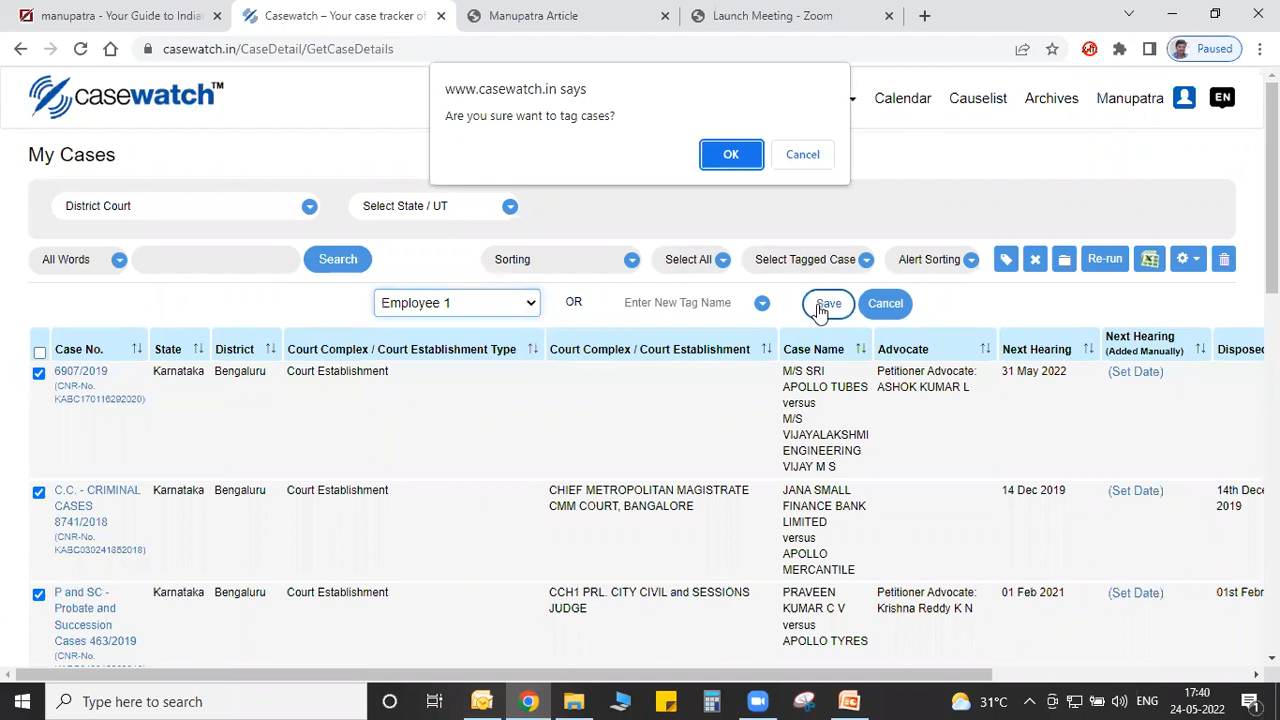 manupatra - Your Guide to Indian
Casewatch – Your case tracker of
Manupatra Article
Launch Meeting - Zoom
casewatch.in/CaseDetail/GetCaseDetails
Paused
casewatch™
Calendar
Causelist
Archives
Manupatra
EN
www.casewatch.in says
Are you sure want to tag cases?
OK
Cancel
My Cases
District Court
Select State / UT
All Words
Search
Sorting
Select All
Select Tagged Case
Alert Sorting
Re-run
Employee 1
OR
Enter New Tag Name
Save
Cancel
Case No.
State
District
Court Complex / Court Establishment Type
Court Complex / Court Establishment
Case Name
Advocate
Next Hearing
Next Hearing
(Added Manually)
Disposed
6907/2019
(CNR-No.
KABC170116292020)
Karnataka
Bengaluru
Court Establishment
M/S SRI
APOLLO TUBES
versus
M/S
VIJAYALAKSHMI
ENGINEERING
VIJAY M S
Petitioner Advocate:
ASHOK KUMAR L
31 May 2022
(Set Date)
C.C. - CRIMINAL
CASES
8741/2018
(CNR-No.
KABC030241852018)
Karnataka
Bengaluru
Court Establishment
CHIEF METROPOLITAN MAGISTRATE
CMM COURT, BANGALORE
JANA SMALL
FINANCE BANK
LIMITED
versus
APOLLO
MERCANTILE
14 Dec 2019
(Set Date)
14th Dec
2019
P and SC -
Probate and
Succession
Cases 463/2019
(CNR-No.
Karnataka
Bengaluru
Court Establishment
CCH1 PRL. CITY CIVIL and SESSIONS
JUDGE
PRAVEEN
KUMAR C V
versus
APOLLO TYRES
Petitioner Advocate:
Krishna Reddy K N
01 Feb 2021
(Set Date)
01st Febr
Type here to search
31°C
ENG
17:40
24-05-2022
1